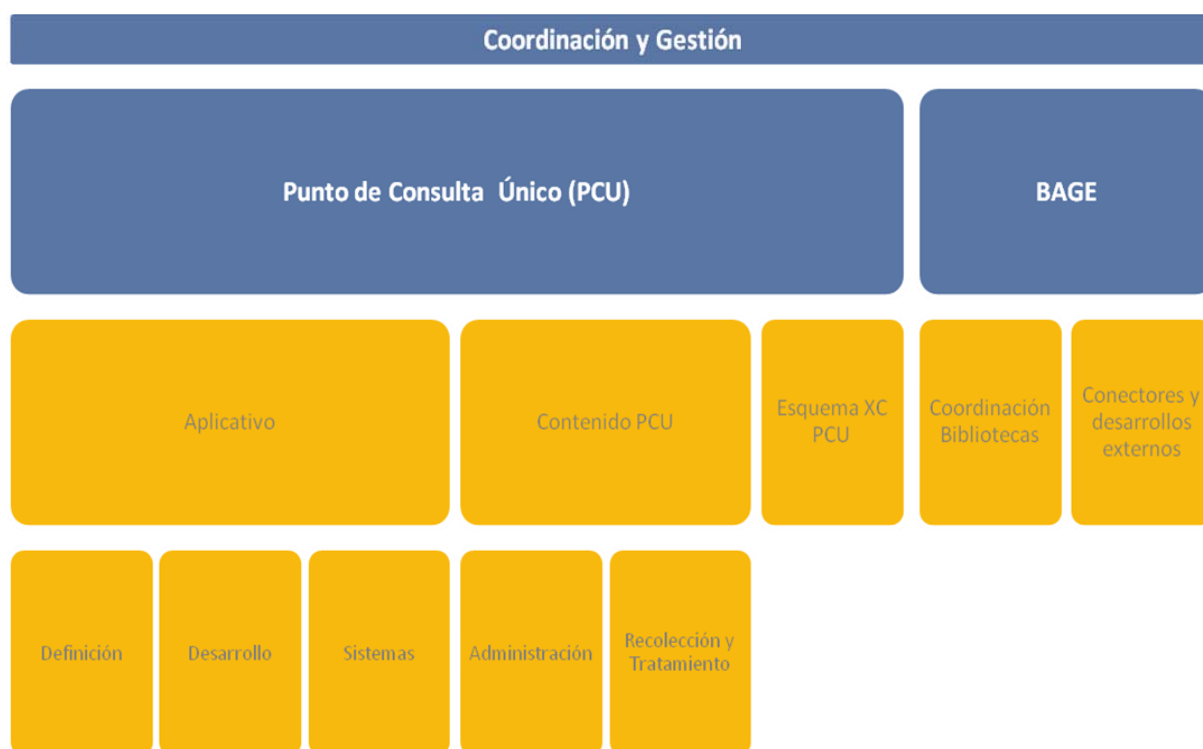 Coordinación y Gestión
Punto de Consulta Único (PCU)
BAGE
Aplicativo
Contenido PCU
Esquema XC
PCU
Coordinación
Bibliotecas
Conectores y
desarrollos
externos
Definición
Desarrollo
Sistemas
Administración
Recolección y
Tratamiento